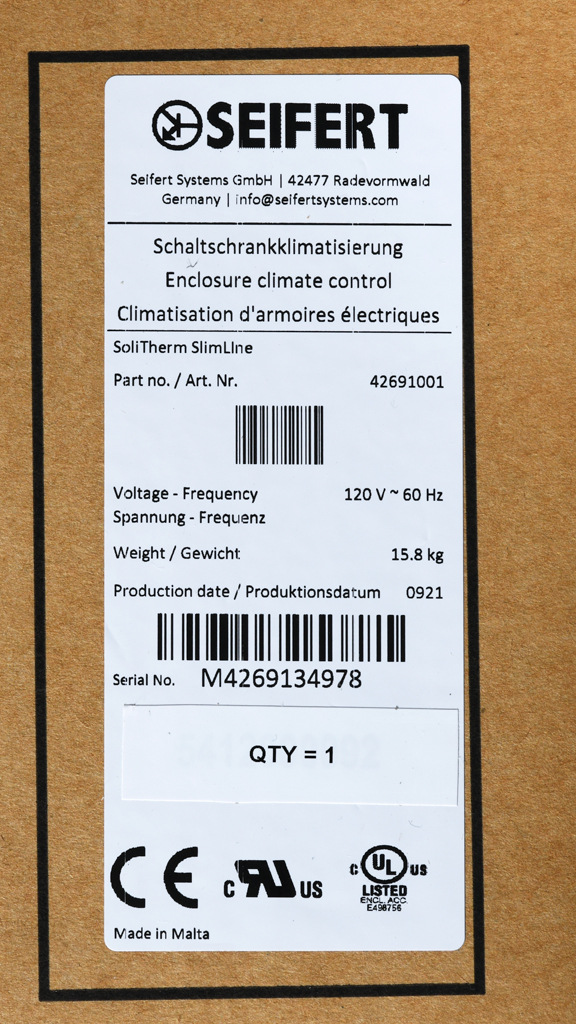 SEIFERT
Seifert Systems GmbH | 42477 Radevormwald
Germany | info@seifertsystems.com
Schaltschrankklimatisierung
Enclosure climate control
Climatisation d'armoires électriques
SoliTherm SlimLine
Part no. / Art. Nr. 42691001
Voltage - Frequency 120 V ~ 60 Hz
Spannung - Frequenz
Weight / Gewicht 15.8 kg
Production date / Produktionsdatum 0921
Serial No. M4269134978
QTY = 1
CE c RU US c UL US
LISTED
ENCL. ACC.
E498756
Made in Malta